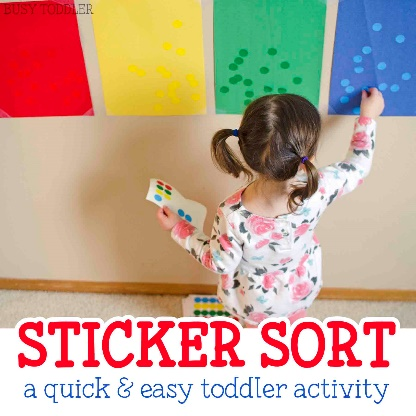 BUSY TODDLER
STICKER SORT
a quick & easy toddler activity